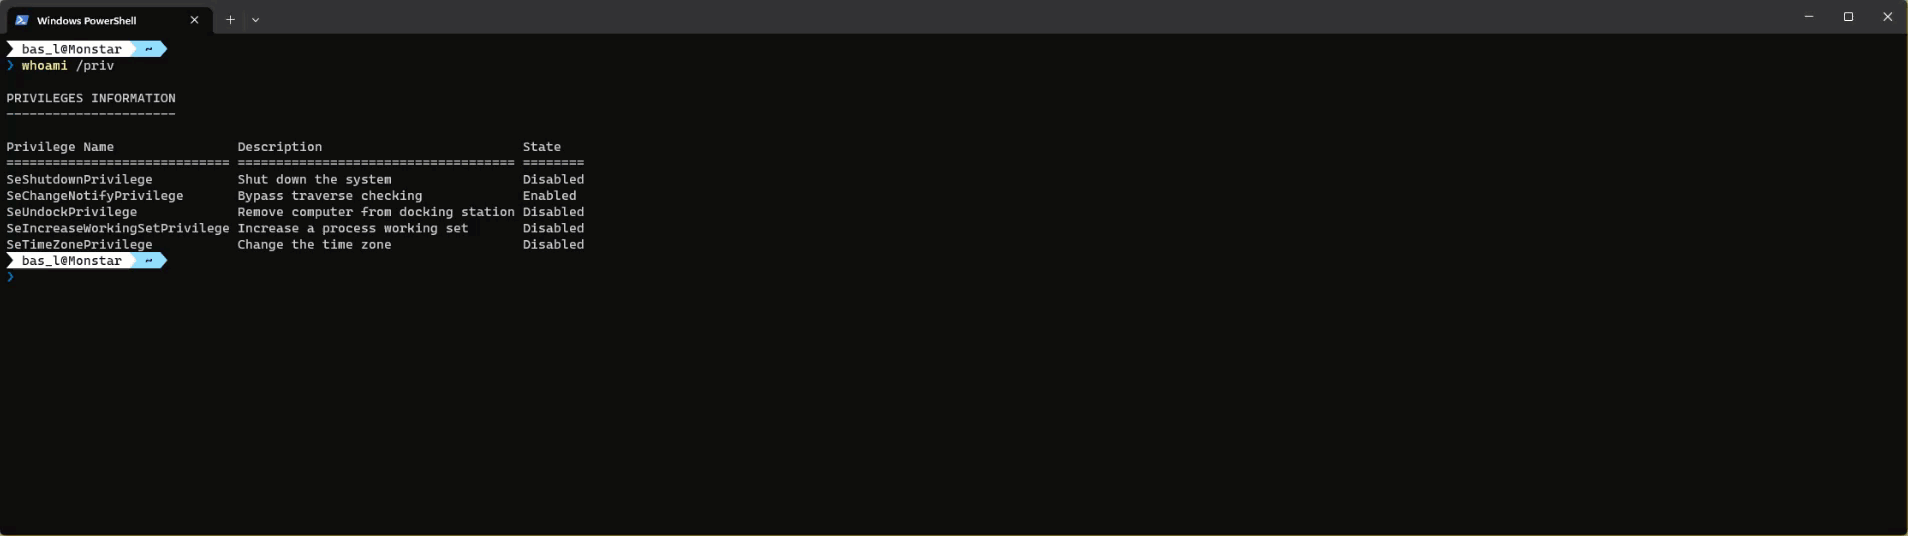 Windows PowerShell
bas_l@Monstar ~
❯ whoami /priv
PRIVILEGES INFORMATION
----------------------
Privilege Name                Description                          State
============================= ==================================== ========
SeShutdownPrivilege           Shut down the system                 Disabled
SeChangeNotifyPrivilege       Bypass traverse checking             Enabled
SeUndockPrivilege             Remove computer from docking station Disabled
SeIncreaseWorkingSetPrivilege Increase a process working set       Disabled
SeTimeZonePrivilege           Change the time zone                 Disabled
bas_l@Monstar ~
❯